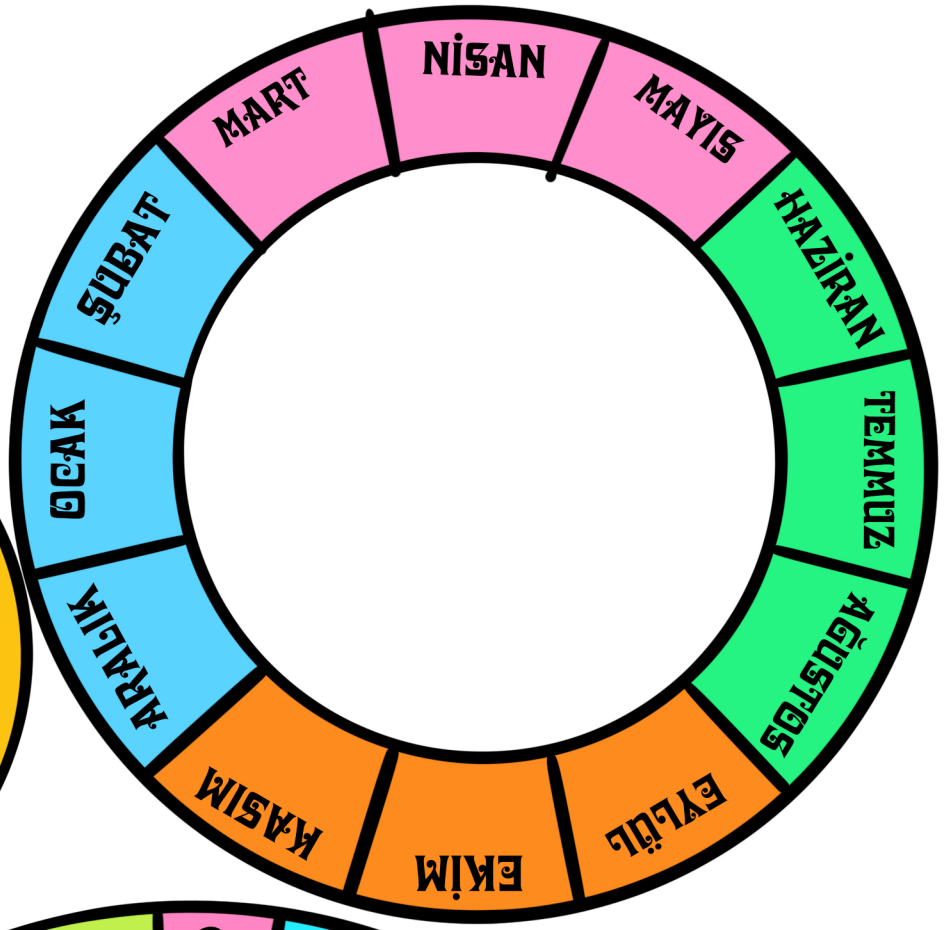 OCAK
ŞUBAT
MART
NİSAN
MAYIS
HAZİRAN
TEMMUZ
AĞUSTOS
EYLÜL
EKİM
KASIM
ARALIK